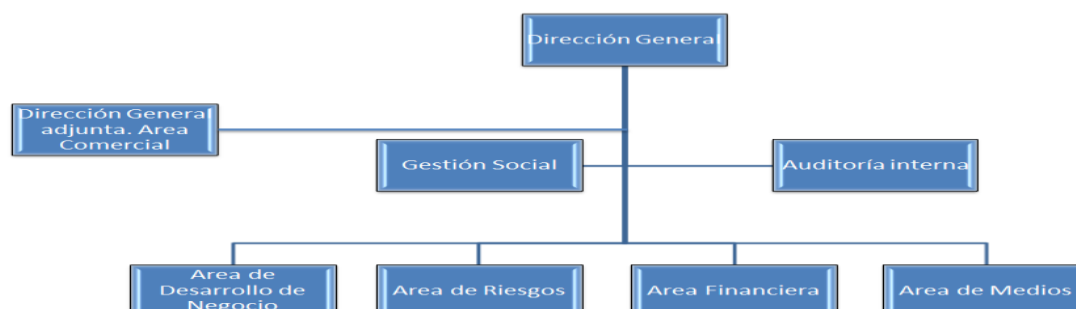 Dirección General
Dirección General
adjunta. Area
Comercial
Gestión Social
Auditoría interna
Area de
Desarrollo de
Negocio
Area de Riesgos
Area Financiera
Area de Medios